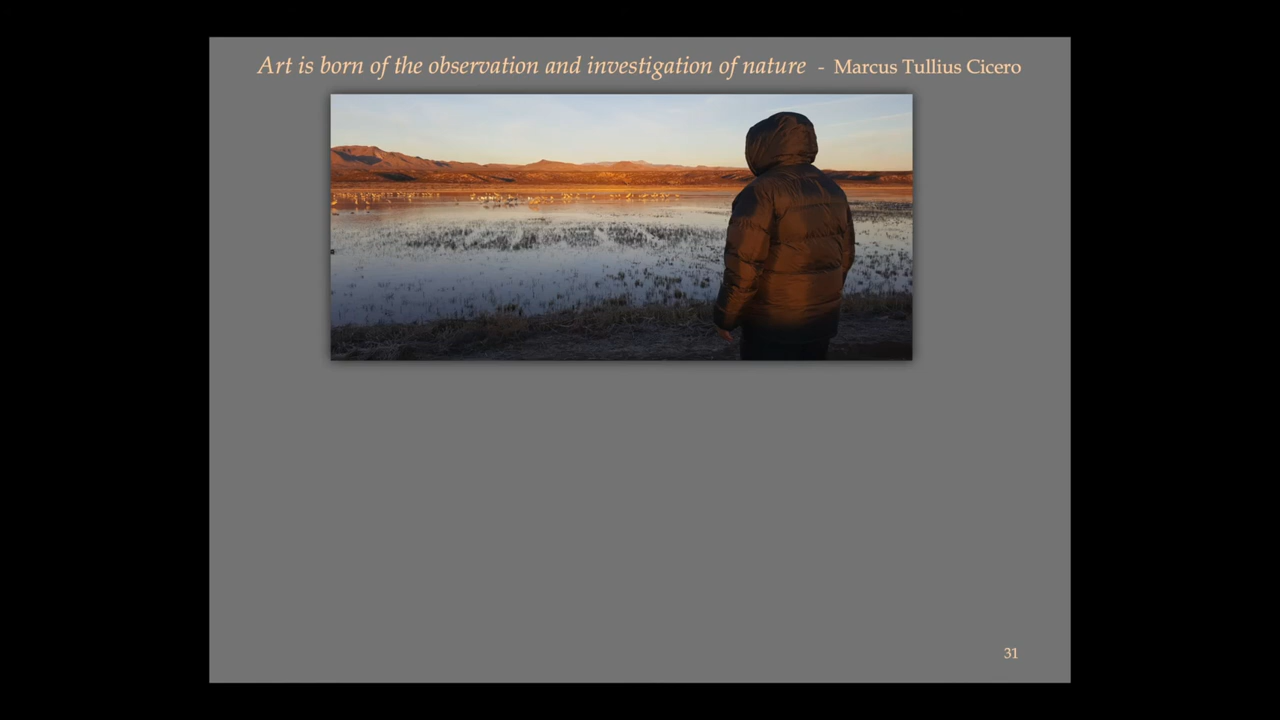 Art is born of the observation and investigation of nature - Marcus Tullius Cicero
31